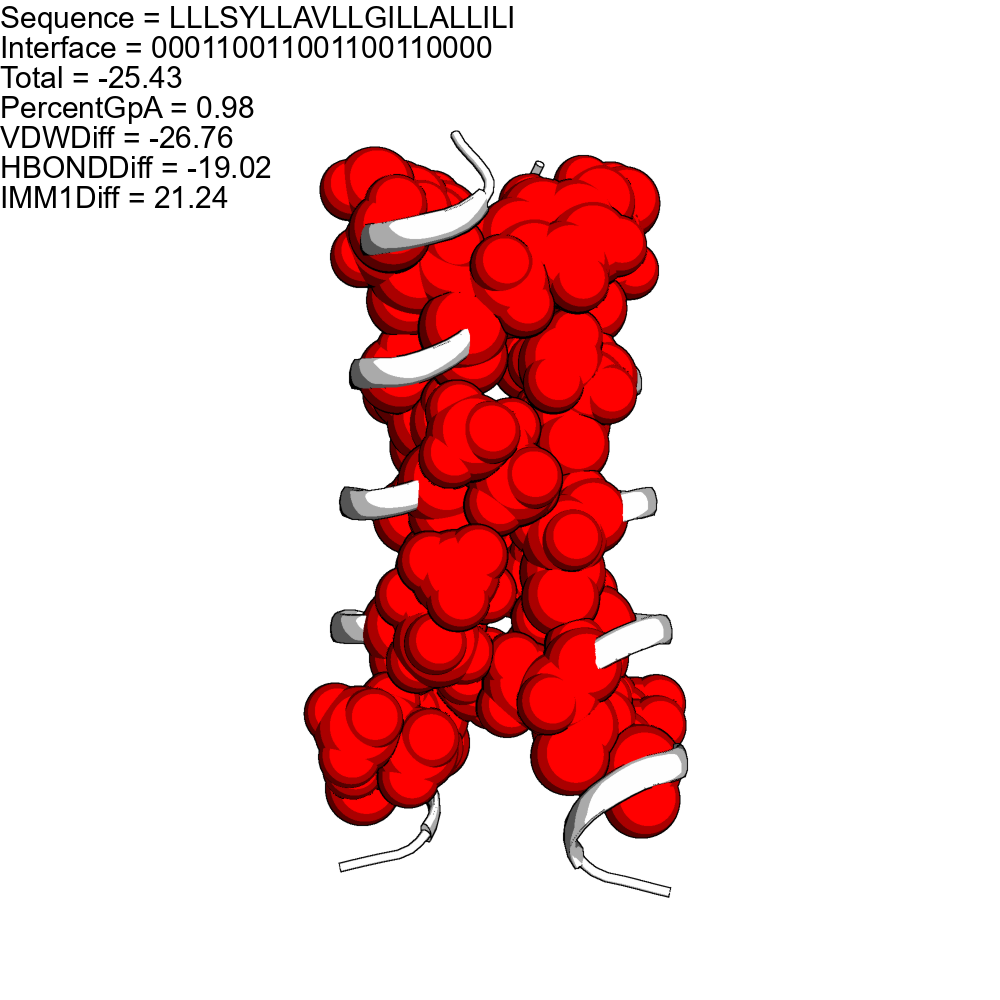 Sequence = LLLSYLLAVLLGILLALLILI
Interface = 000110011001100110000
Total = -25.43
PercentGpA = 0.98
VDWDiff = -26.76
HBONDDiff = -19.02
IMM1Diff = 21.24